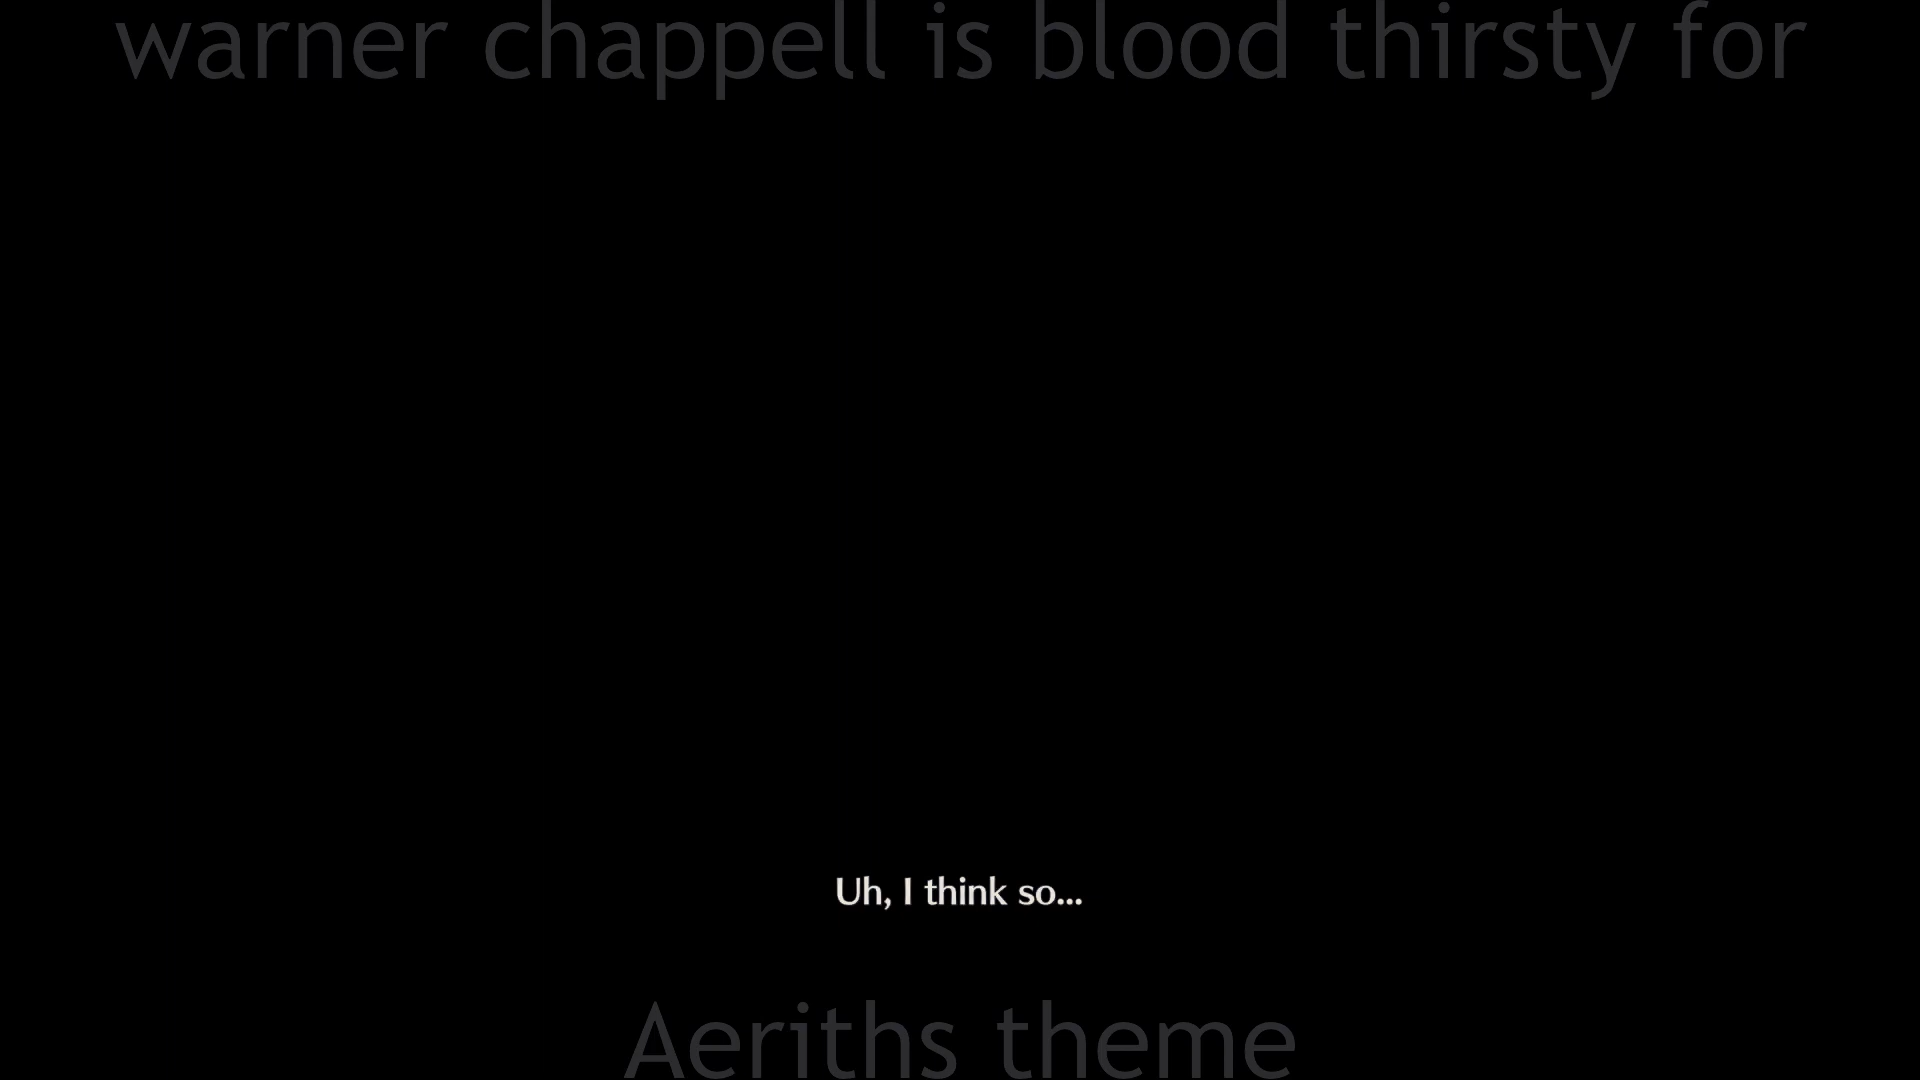 warner chappell is blood thirsty for
Uh, I think so...
Aeriths theme